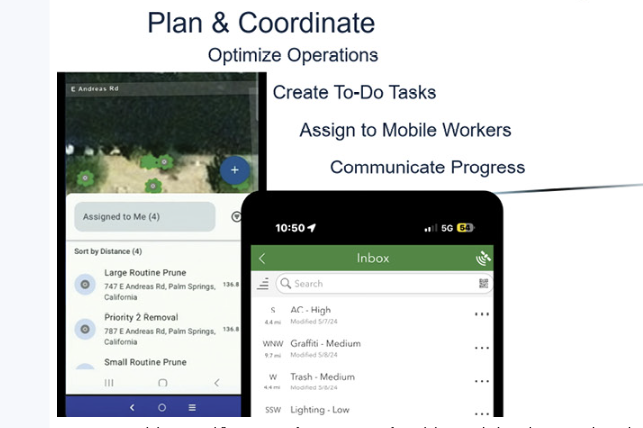 Plan & Coordinate
Optimize Operations
Create To-Do Tasks
Assign to Mobile Workers
Communicate Progress
E Andreas Rd
+
Assigned to Me (4)
Sort by Distance (4)
Large Routine Prune
747 E Andreas Rd, Palm Springs, California
136.8
Priority 2 Removal
787 E Andreas Rd, Palm Springs, California
136.8
Small Routine Prune
10:50
5G 54
Inbox
Search
S AC - High
4.4 mi Modified 5/7/24
WNW Graffiti - Medium
9.7 mi Modified 5/8/24
W Trash - Medium
4.4 mi Modified 5/8/24
SSW Lighting - Low